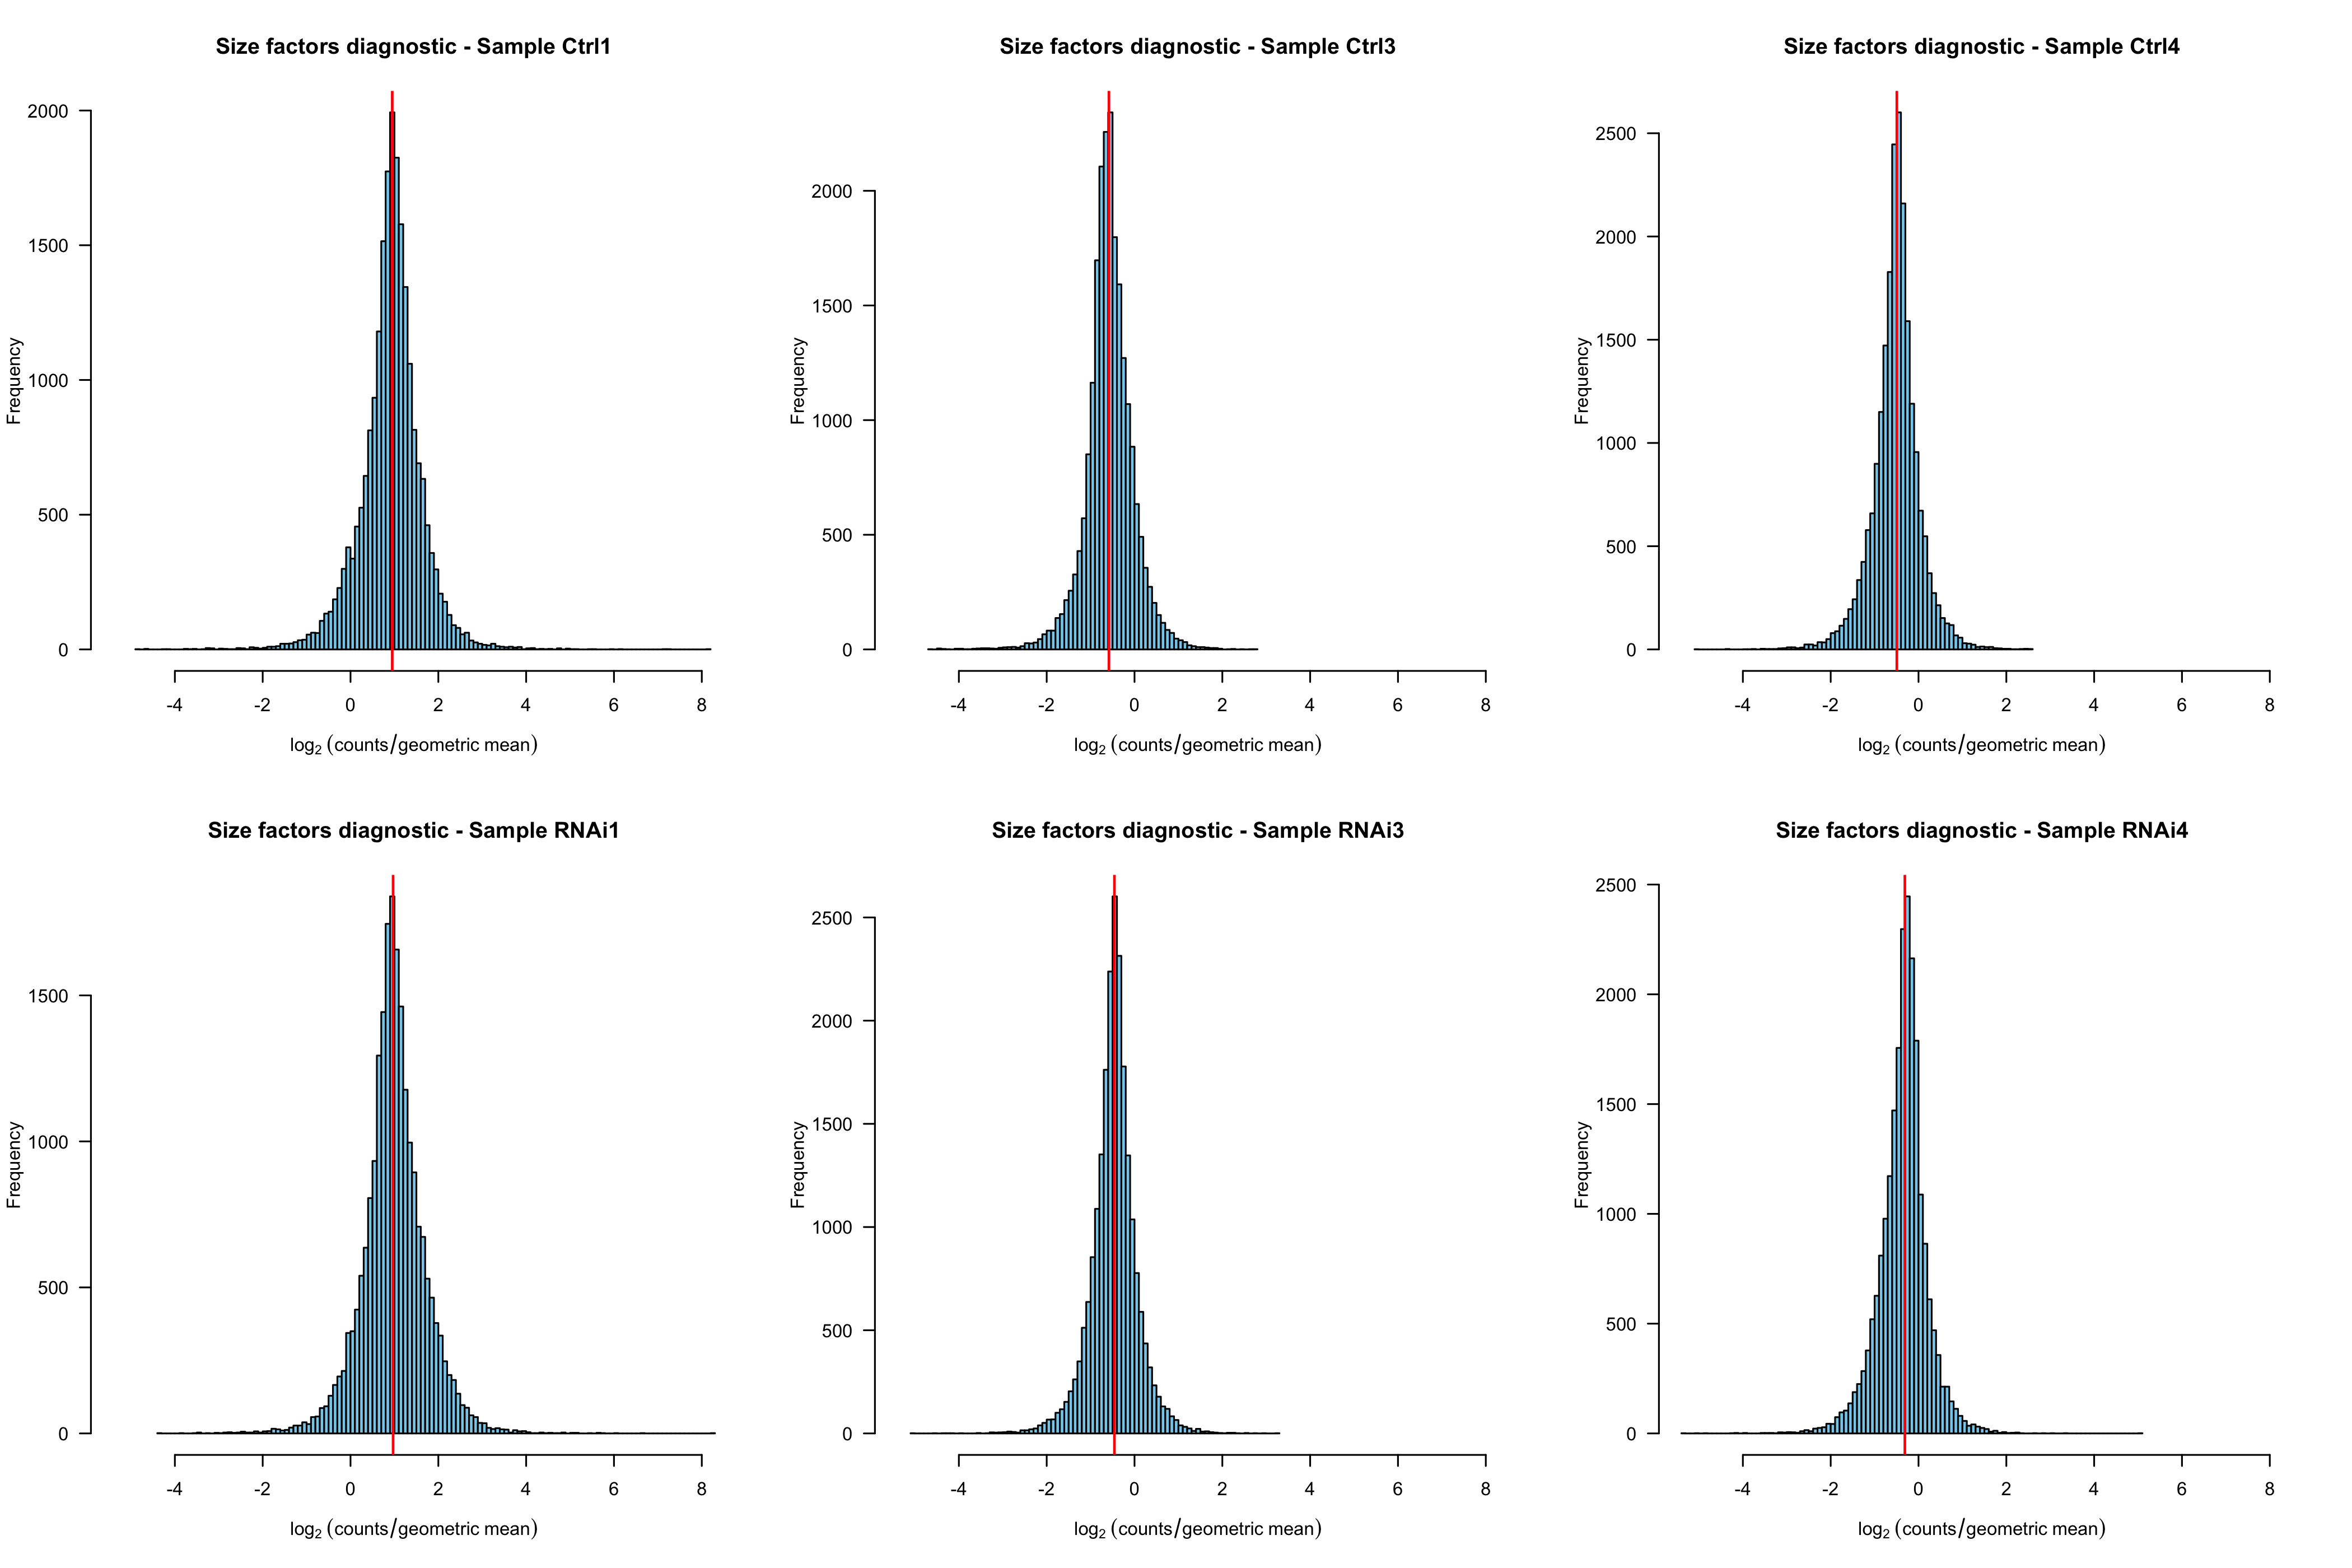 Size factors diagnostic - Sample Ctrl1
Frequency
2000
1500
1000
500
0
-4 -2 0 2 4 6 8
log2 (counts/geometric mean)
Size factors diagnostic - Sample Ctrl3
Frequency
2000
1500
1000
500
0
-4 -2 0 2 4 6 8
log2 (counts/geometric mean)
Size factors diagnostic - Sample Ctrl4
Frequency
2500
2000
1500
1000
500
0
-4 -2 0 2 4 6 8
log2 (counts/geometric mean)
Size factors diagnostic - Sample RNAi1
Frequency
1500
1000
500
0
-4 -2 0 2 4 6 8
log2 (counts/geometric mean)
Size factors diagnostic - Sample RNAi3
Frequency
2500
2000
1500
1000
500
0
-4 -2 0 2 4 6 8
log2 (counts/geometric mean)
Size factors diagnostic - Sample RNAi4
Frequency
2500
2000
1500
1000
500
0
-4 -2 0 2 4 6 8
log2 (counts/geometric mean)